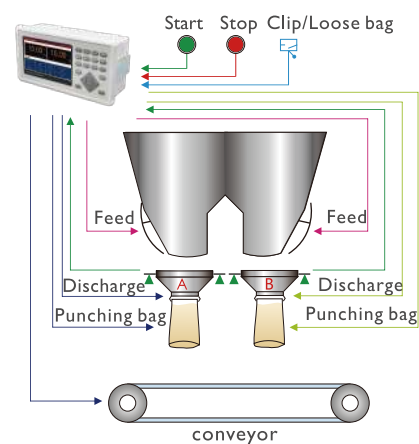 Start Stop Clip/Loose bag
Feed Feed
A B
Discharge Discharge
Punching bag Punching bag
conveyor